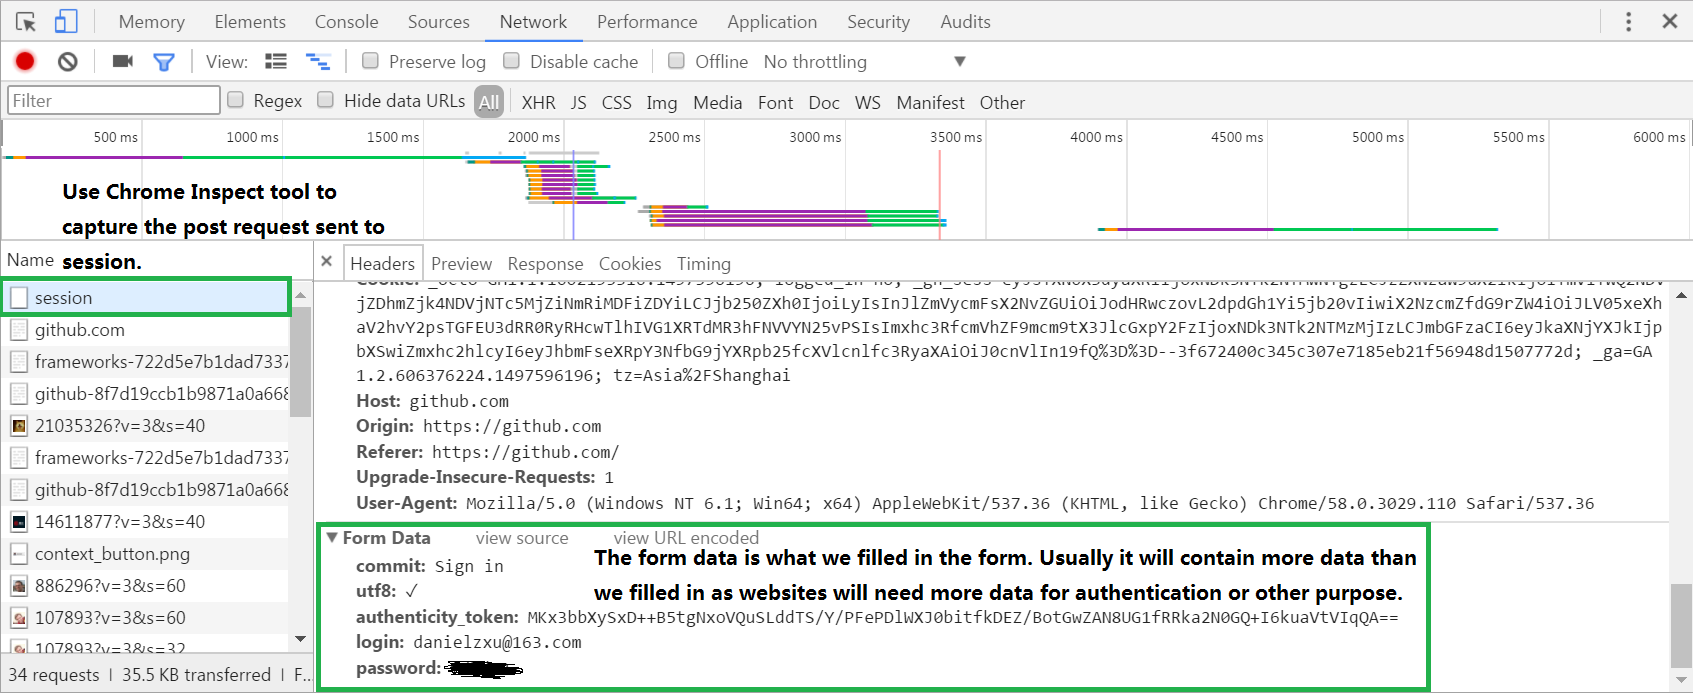 Memory Elements Console Sources Network Performance Application Security Audits
View: Preserve log Disable cache Offline No throttling
Filter Regex Hide data URLs All XHR JS CSS Img Media Font Doc WS Manifest Other
500 ms 1000 ms 1500 ms 2000 ms 2500 ms 3000 ms 3500 ms 4000 ms 4500 ms 5000 ms 5500 ms 6000 ms
Use Chrome Inspect tool to
capture the post request sent to
session.
Name
session
github.com
frameworks-722d5e7b1dad7337
github-8f7d19ccb1b9871a0a668
21035326?v=3&s=40
frameworks-722d5e7b1dad7337
github-8f7d19ccb1b9871a0a668
14611877?v=3&s=40
context_button.png
886296?v=3&s=60
107893?v=3&s=60
107893?v=3&s=32
34 requests | 35.5 KB transferred | F...
× Headers Preview Response Cookies Timing
jZDhmZjk4NDVjNTc5MjZiNmRiMDFiZDYiLCJjb250ZXh0IjoiLyIsInJlZmVycmFsX2NvZGUiOiJodHRwczovL2dpdGh1Yi5jb20vIiwiX2NzcmZfdG9rZW4iOiJLV05xeXh
aV2hvY2psTGFEU3dRR0RyRHcwTlhIVG1XRTdMR3hFNVVYN25vPSIsImxhc3RfcmVhZF9mcm9tX3JlcGxpY2FzIjoxNDk3NTk2NTMzMjIzLCJmbGFzaCI6eyJkaXNjYXJkIjp
bXSwiZmxhc2hlcyI6eyJhbmFseXRpY3NfbG9jYXRpb25fcXVlcnlfc3RyaXAiOiJ0cnVlIn19fQ%3D%3D--3f672400c345c307e7185eb21f56948d1507772d; _ga=GA
1.2.606376224.1497596196; tz=Asia%2FShanghai
Host: github.com
Origin: https://github.com
Referer: https://github.com/
Upgrade-Insecure-Requests: 1
User-Agent: Mozilla/5.0 (Windows NT 6.1; Win64; x64) AppleWebKit/537.36 (KHTML, like Gecko) Chrome/58.0.3029.110 Safari/537.36
Form Data view source view URL encoded
The form data is what we filled in the form. Usually it will contain more data than
we filled in as websites will need more data for authentication or other purpose.
commit: Sign in
utf8: ✓
authenticity_token: MKx3bbXySxD++B5tgNxoVQuSLddTS/Y/PFePDlWXJ0bitfkDEZ/BotGwZAN8UG1fRRka2N0GQ+I6kuaVtVIqQA==
login: danielzxu@163.com
password: